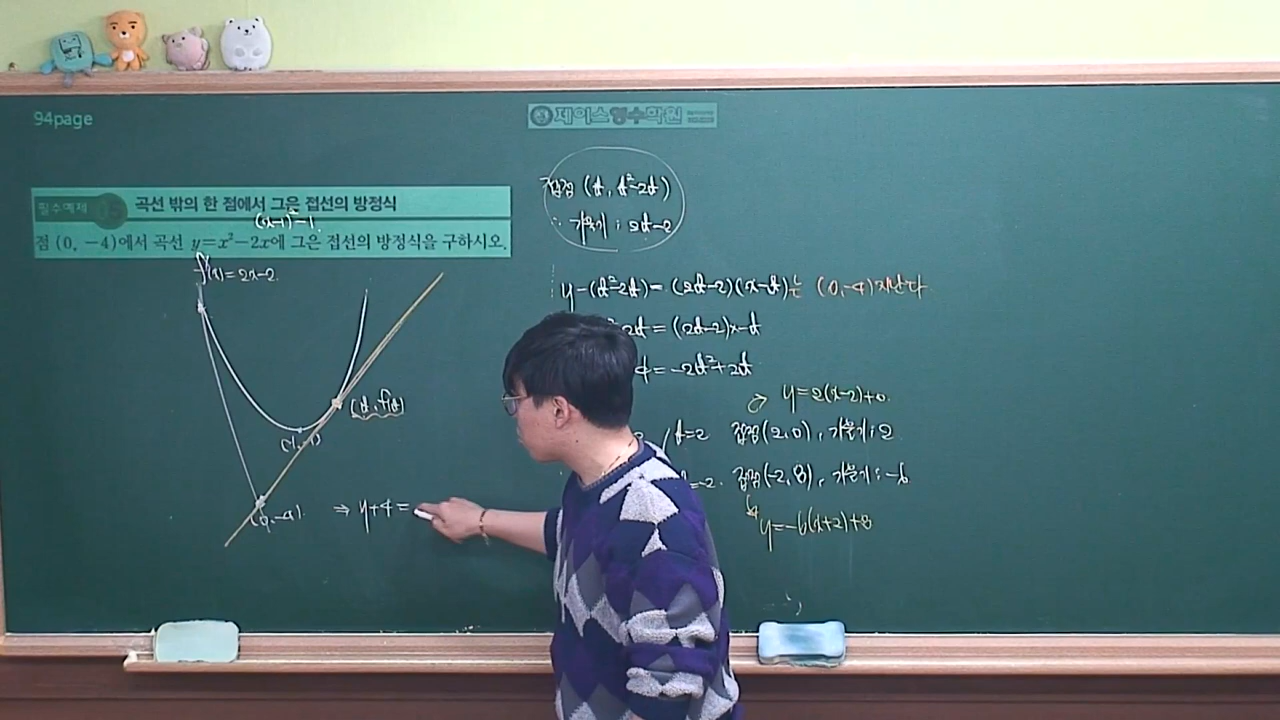 94page
제이스영수학원
필수예제
곡선 밖의 한 점에서 그은 접선의 방정식
(x-1)²-1.
점 (0, −4)에서 곡선 y=x²−2x에 그은 접선의 방정식을 구하시오.
f'(x)=2x-2.
(t, f(t))
(0,-4)
⇒ y+4=
접점 (t, t²-2t)
∴ 기울기 : 2t-2
y-(t²-2t)=(2t-2)(x-t)는 (0,-4)지난다.
2t=(2t-2)x-t
4=-2t²+2t
y=2(x-2)+0.
t=2 접점(2,0), 기울기:2
=-2. 접점(-2,8), 기울기:-6
y=-6(x+2)+8